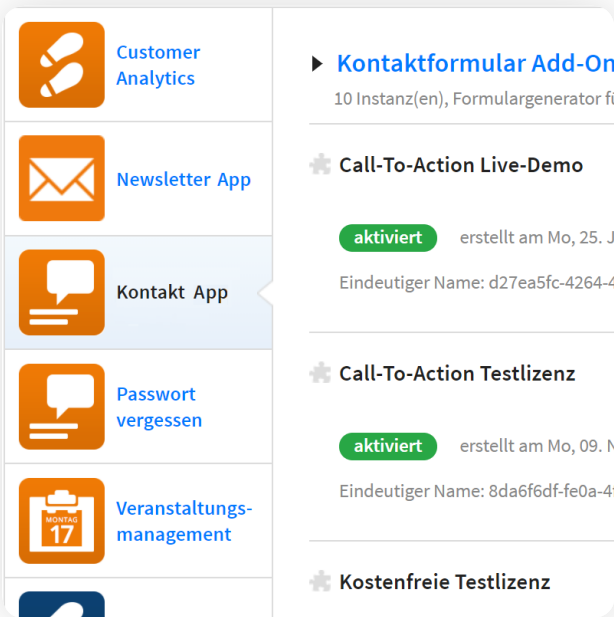 Customer
Analytics
Newsletter App
Kontakt App
Passwort
vergessen
MONTAG
17
Veranstaltungs-
management
Kontaktformular Add-On
10 Instanz(en), Formulargenerator
Call-To-Action Live-Demo
aktiviert erstellt am Mo, 25.
Eindeutiger Name: d27ea5fc-4264-4
Call-To-Action Testlizenz
aktiviert erstellt am Mo, 09.
Eindeutiger Name: 8da6f6df-fe0a-4
Kostenfreie Testlizenz